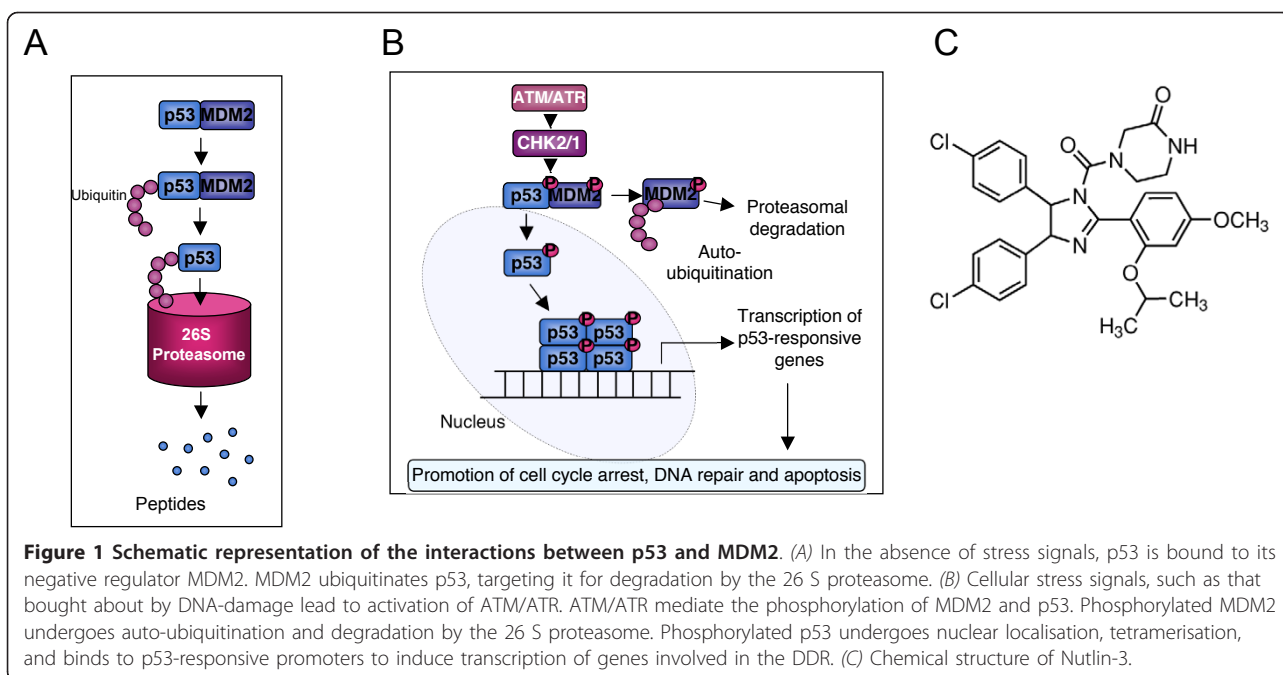 A
p53 MDM2
Ubiquitin
p53 MDM2
p53
26S
Proteasome
Peptides
B
ATM/ATR
CHK2/1
P P P
p53 MDM2 MDM2
Proteasomal
degradation
Auto-
ubiquitination
P
p53
P P
p53 p53
P P
p53 p53
Transcription of
p53-responsive
genes
Nucleus
Promotion of cell cycle arrest, DNA repair and apoptosis
C
O
Cl
O
N
NH
N
N
OCH₃
O
Cl
CH₃
H₃C
Figure 1 Schematic representation of the interactions between p53 and MDM2. (A) In the absence of stress signals, p53 is bound to its
negative regulator MDM2. MDM2 ubiquitinates p53, targeting it for degradation by the 26 S proteasome. (B) Cellular stress signals, such as that
bought about by DNA-damage lead to activation of ATM/ATR. ATM/ATR mediate the phosphorylation of MDM2 and p53. Phosphorylated MDM2
undergoes auto-ubiquitination and degradation by the 26 S proteasome. Phosphorylated p53 undergoes nuclear localisation, tetramerisation,
and binds to p53-responsive promoters to induce transcription of genes involved in the DDR. (C) Chemical structure of Nutlin-3.